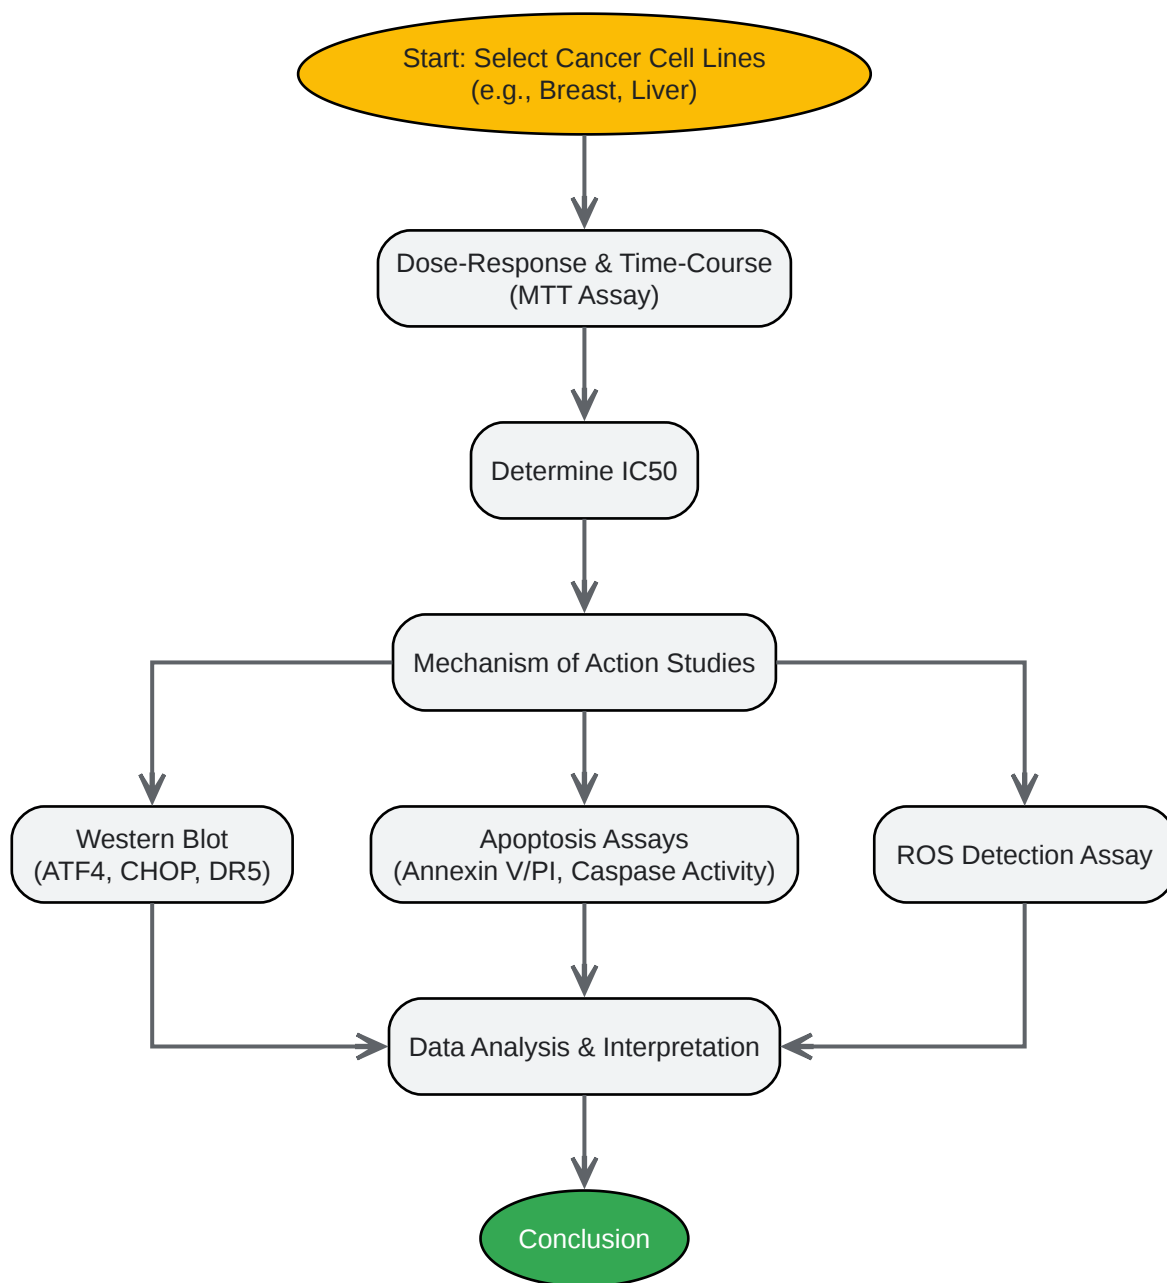 Start: Select Cancer Cell Lines
(e.g., Breast, Liver)
Dose-Response & Time-Course
(MTT Assay)
Determine IC50
Mechanism of Action Studies
Western Blot
(ATF4, CHOP, DR5)
Apoptosis Assays
(Annexin V/PI, Caspase Activity)
ROS Detection Assay
Data Analysis & Interpretation
Conclusion